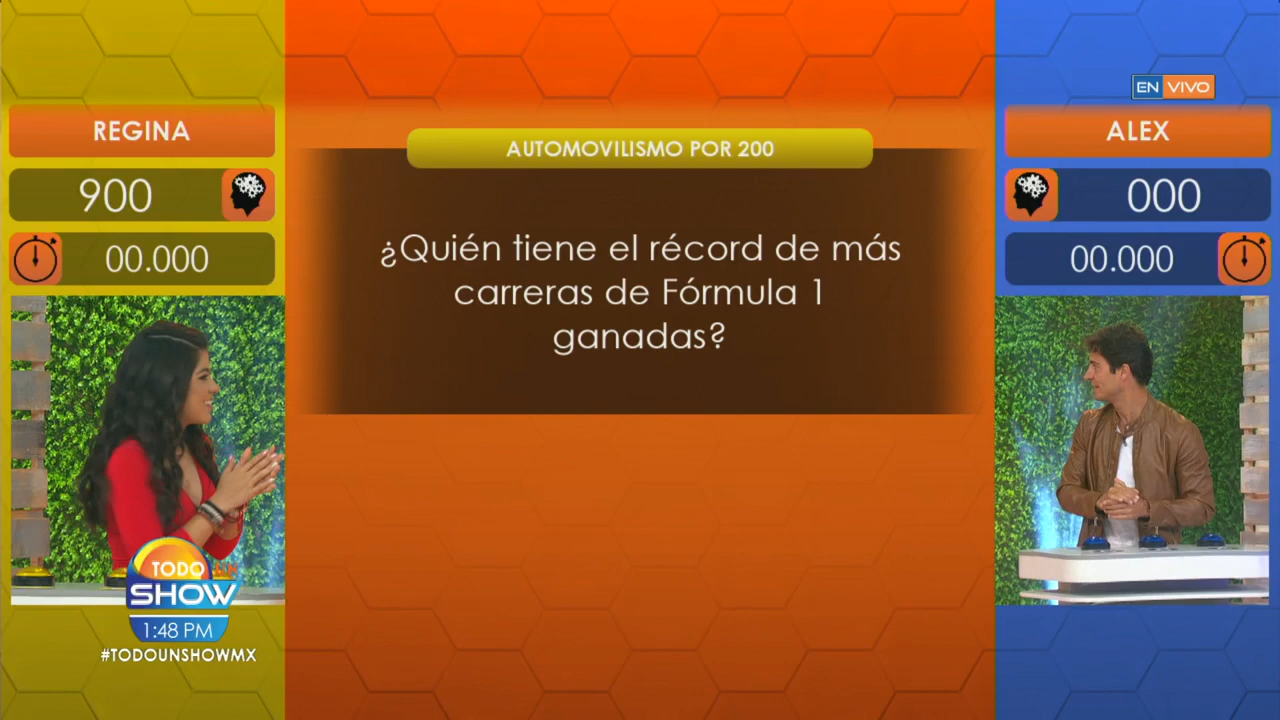 EN VIVO
REGINA
900
00.000
AUTOMOVILISMO POR 200
¿Quién tiene el récord de más
carreras de Fórmula 1
ganadas?
ALEX
000
00.000
TODO UN
SHOW
1:48 PM
#TODOUNSHOWMX